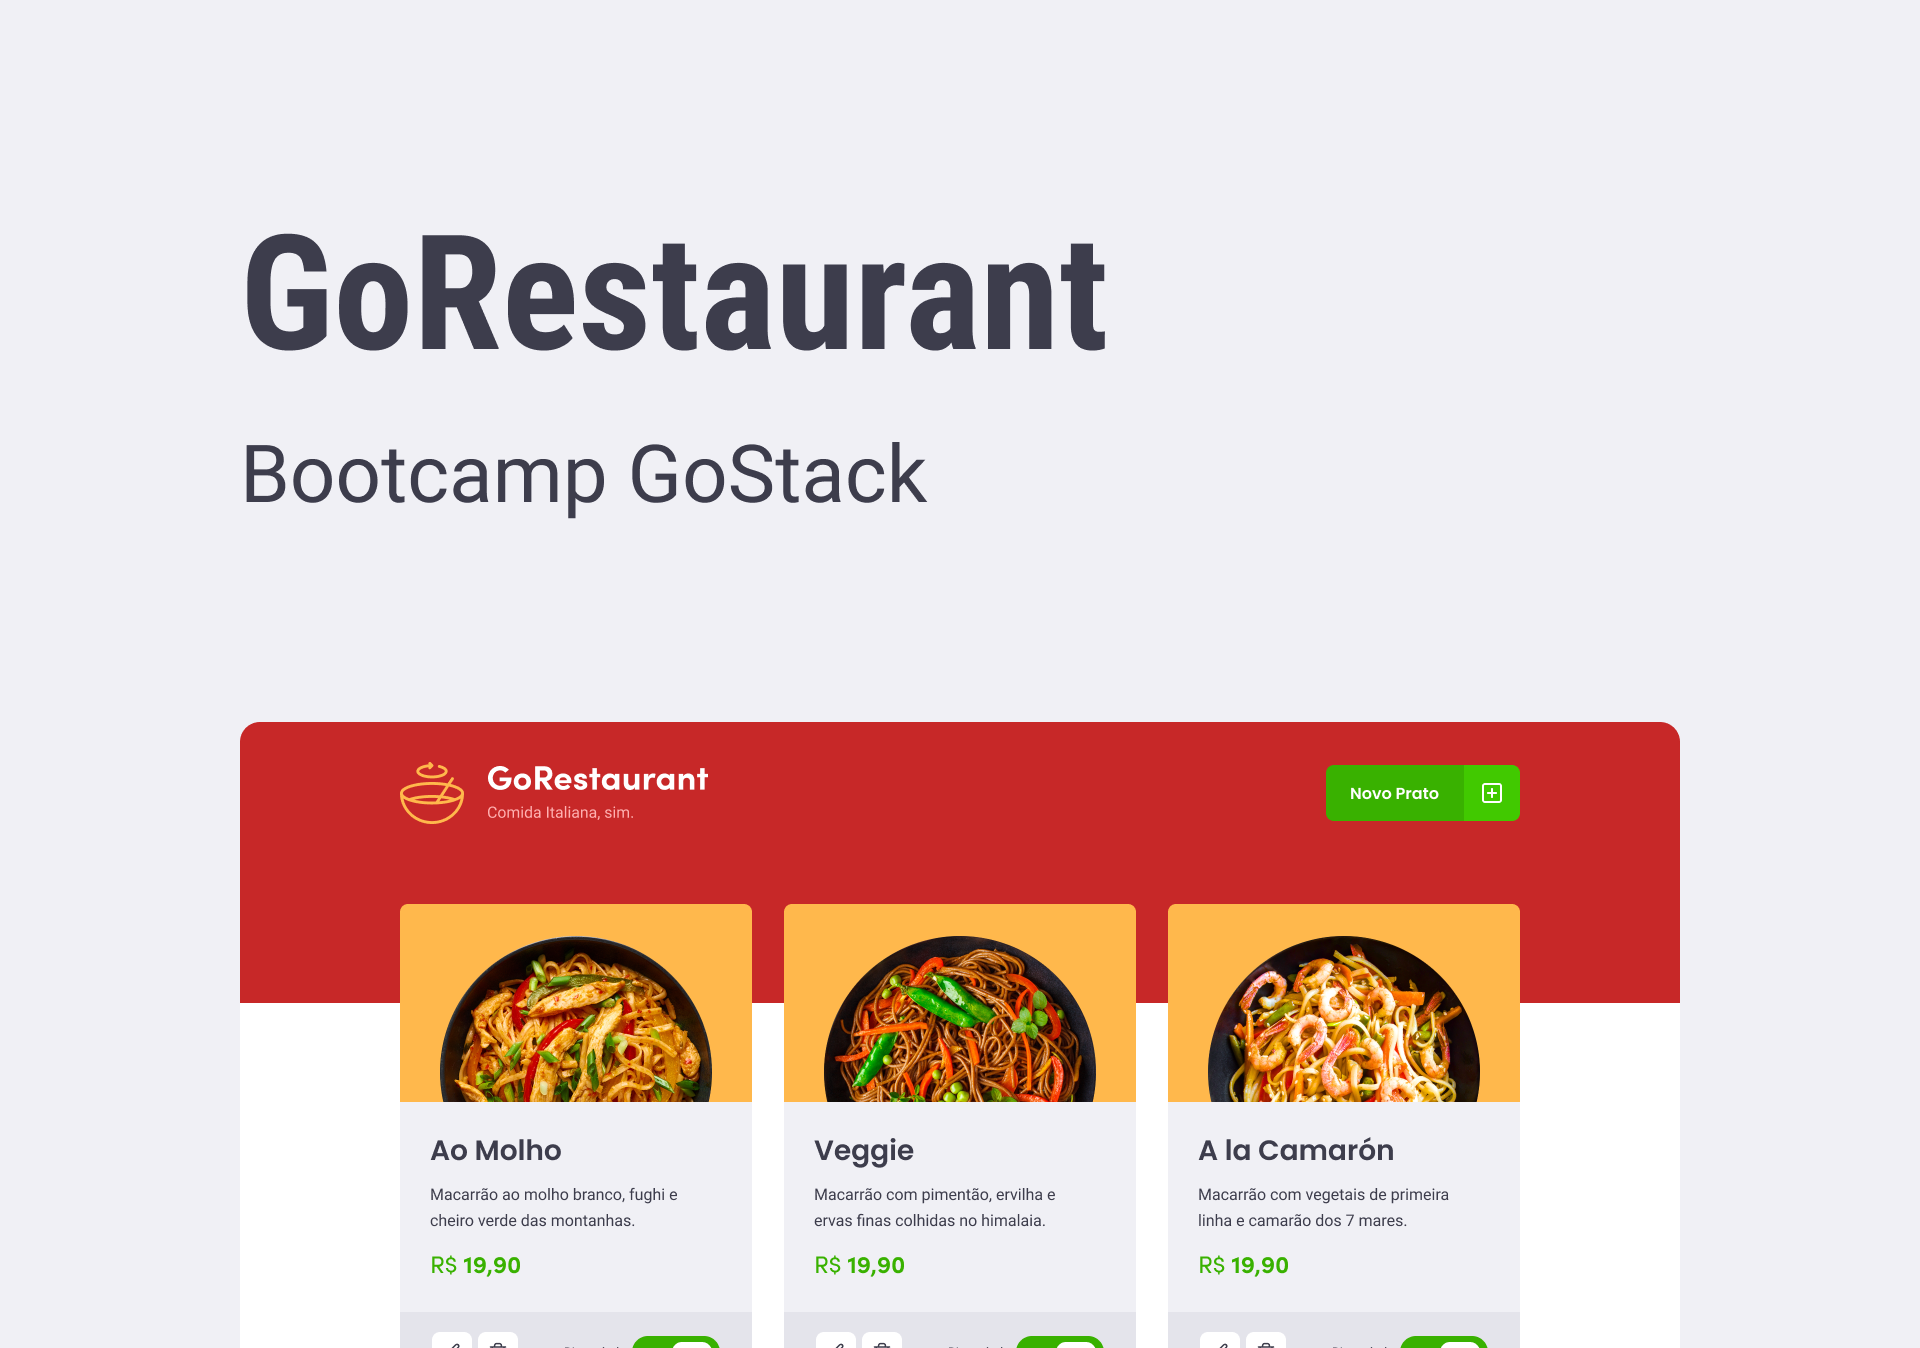 GoRestaurant
Bootcamp GoStack
GoRestaurant
Comida Italiana, sim.
Novo Prato
Ao Molho
Macarrão ao molho branco, fughi e
cheiro verde das montanhas.
R$ 19,90
Veggie
Macarrão com pimentão, ervilha e
ervas finas colhidas no himalaia.
R$ 19,90
A la Camarón
Macarrão com vegetais de primeira
linha e camarão dos 7 mares.
R$ 19,90